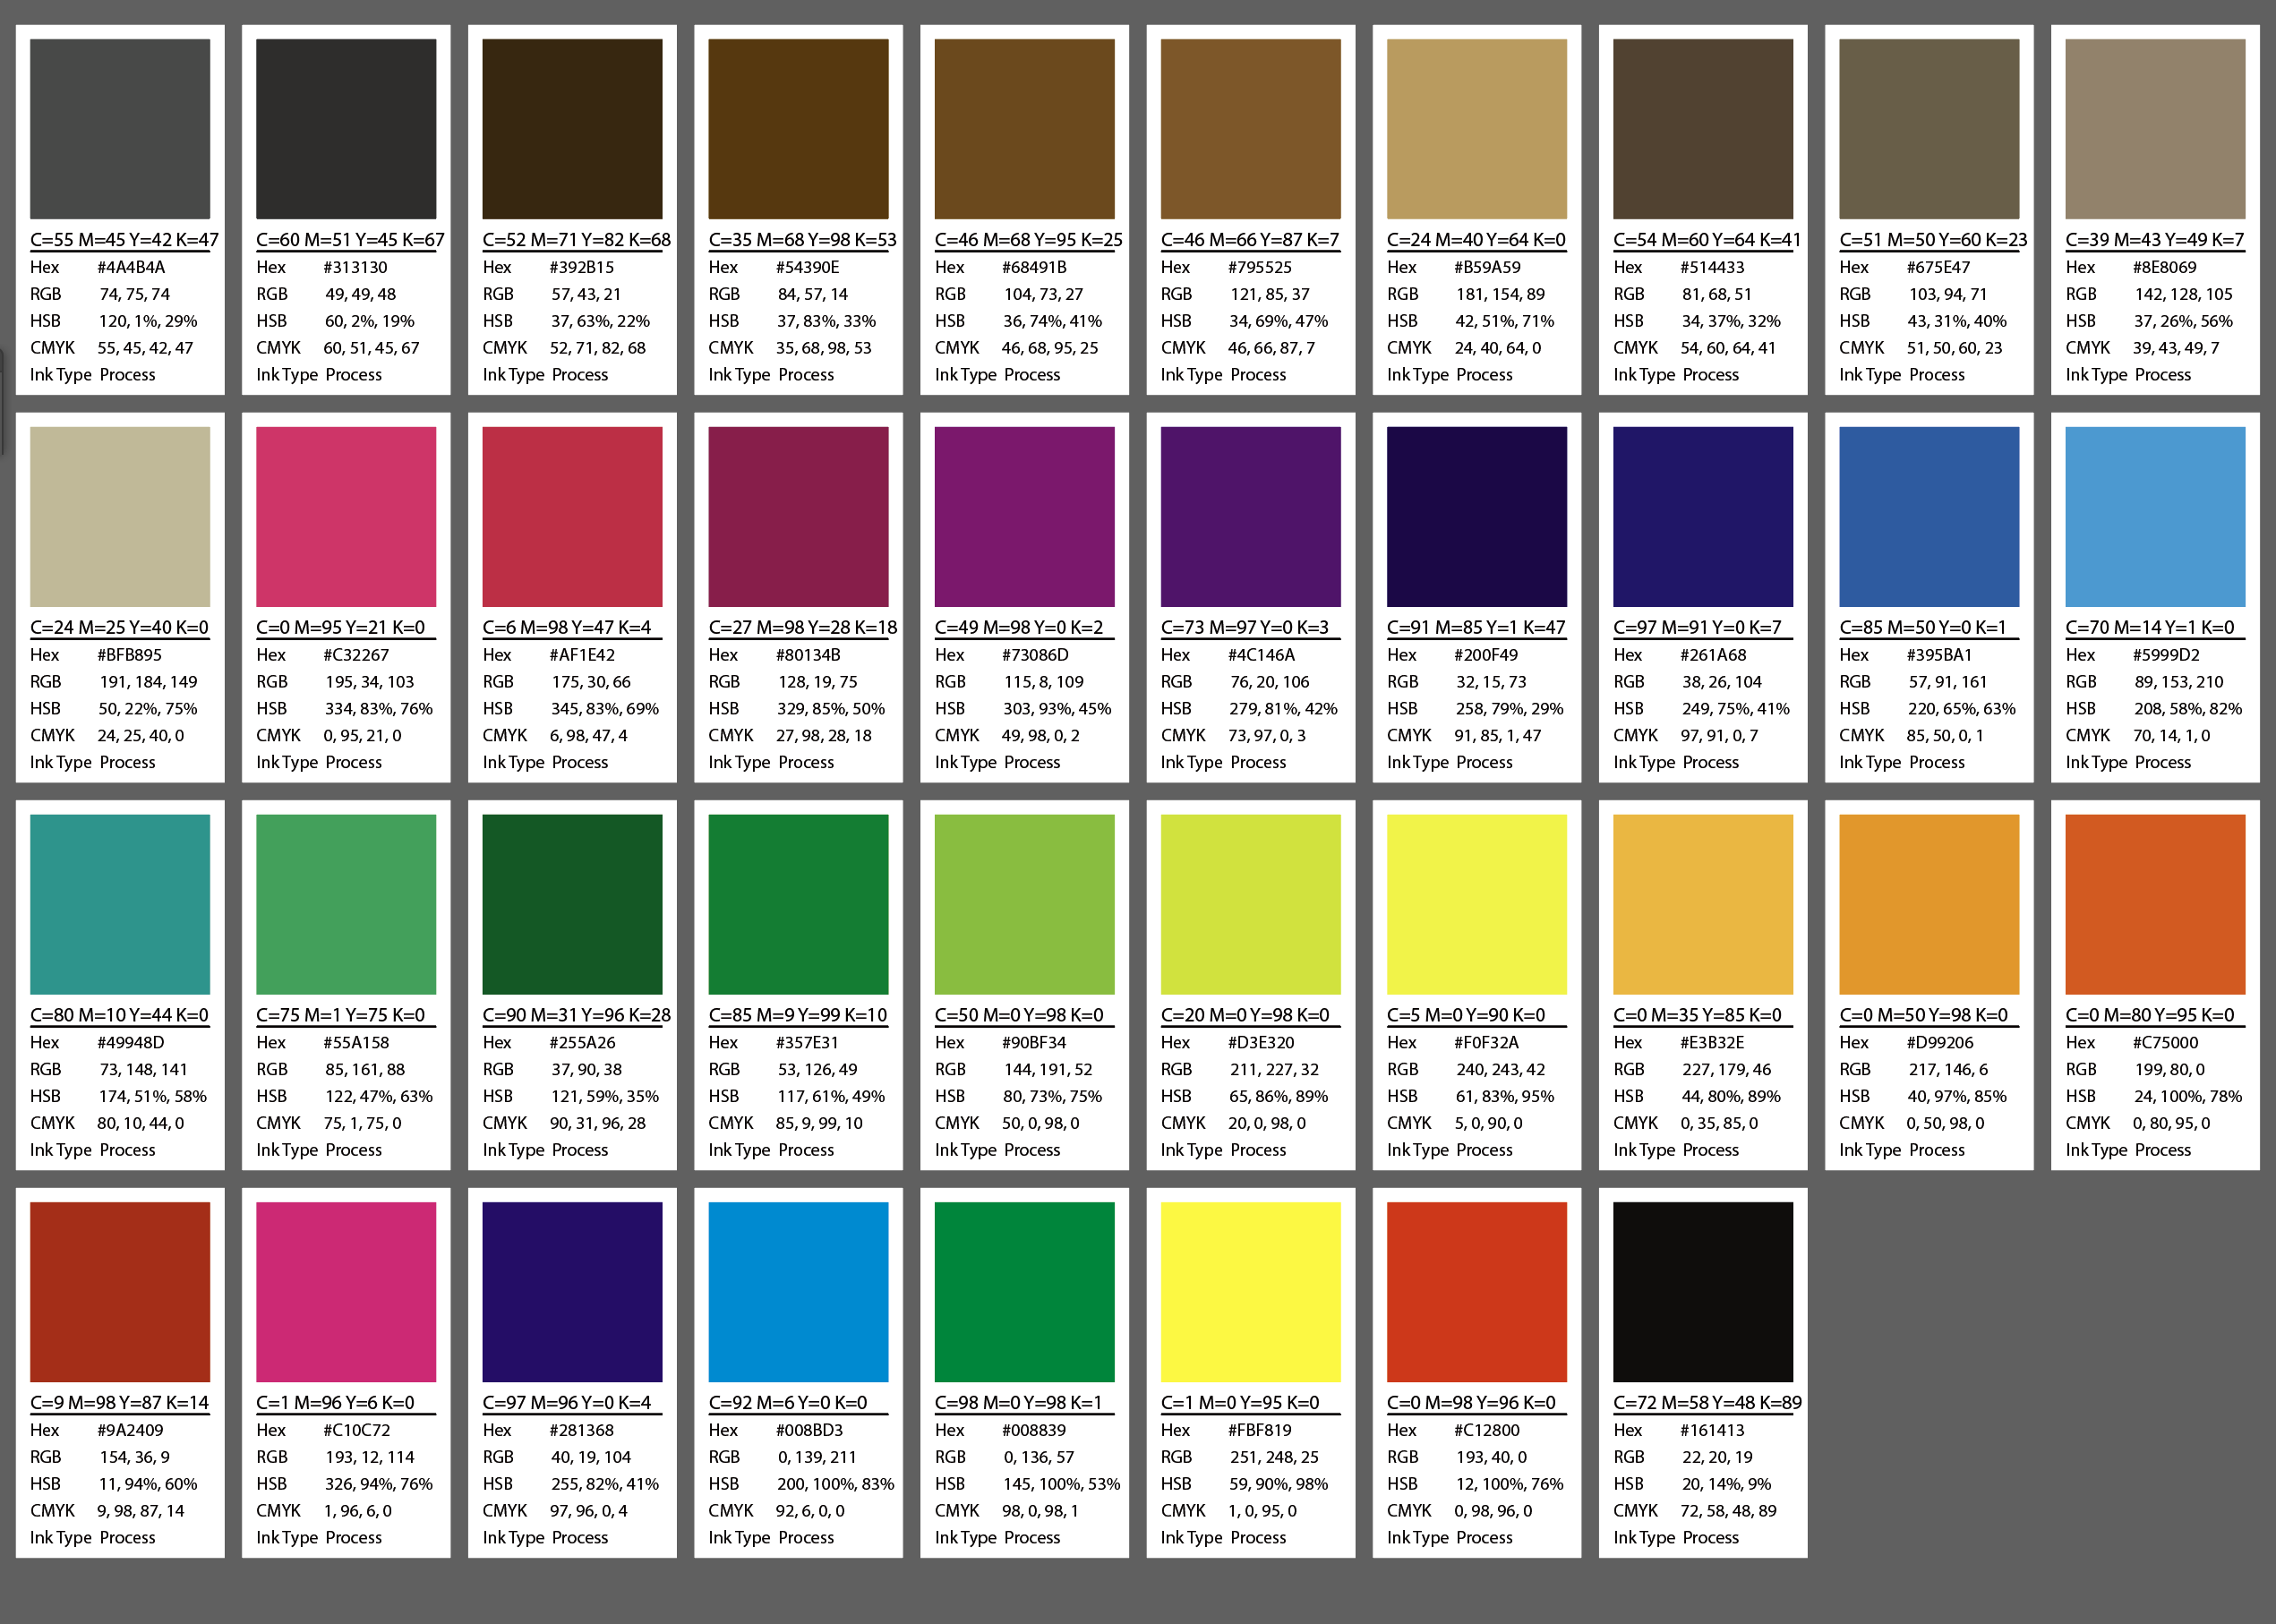 C=55 M=45 Y=42 K=47
Hex #4A4B4A
RGB 74, 75, 74
HSB 120, 1%, 29%
CMYK 55, 45, 42, 47
Ink Type Process
C=60 M=51 Y=45 K=67
Hex #313130
RGB 49, 49, 48
HSB 60, 2%, 19%
CMYK 60, 51, 45, 67
Ink Type Process
C=52 M=71 Y=82 K=68
Hex #392B15
RGB 57, 43, 21
HSB 37, 63%, 22%
CMYK 52, 71, 82, 68
Ink Type Process
C=35 M=68 Y=98 K=53
Hex #54390E
RGB 84, 57, 14
HSB 37, 83%, 33%
CMYK 35, 68, 98, 53
Ink Type Process
C=46 M=68 Y=95 K=25
Hex #68491B
RGB 104, 73, 27
HSB 36, 74%, 41%
CMYK 46, 68, 95, 25
Ink Type Process
C=46 M=66 Y=87 K=7
Hex #795525
RGB 121, 85, 37
HSB 34, 69%, 47%
CMYK 46, 66, 87, 7
Ink Type Process
C=24 M=40 Y=64 K=0
Hex #B59A59
RGB 181, 154, 89
HSB 42, 51%, 71%
CMYK 24, 40, 64, 0
Ink Type Process
C=54 M=60 Y=64 K=41
Hex #514433
RGB 81, 68, 51
HSB 34, 37%, 32%
CMYK 54, 60, 64, 41
Ink Type Process
C=51 M=50 Y=60 K=23
Hex #675E47
RGB 103, 94, 71
HSB 43, 31%, 40%
CMYK 51, 50, 60, 23
Ink Type Process
C=39 M=43 Y=49 K=7
Hex #8E8069
RGB 142, 128, 105
HSB 37, 26%, 56%
CMYK 39, 43, 49, 7
Ink Type Process
C=24 M=25 Y=40 K=0
Hex #BFB895
RGB 191, 184, 149
HSB 50, 22%, 75%
CMYK 24, 25, 40, 0
Ink Type Process
C=0 M=95 Y=21 K=0
Hex #C32267
RGB 195, 34, 103
HSB 334, 83%, 76%
CMYK 0, 95, 21, 0
Ink Type Process
C=6 M=98 Y=47 K=4
Hex #AF1E42
RGB 175, 30, 66
HSB 345, 83%, 69%
CMYK 6, 98, 47, 4
Ink Type Process
C=27 M=98 Y=28 K=18
Hex #80134B
RGB 128, 19, 75
HSB 329, 85%, 50%
CMYK 27, 98, 28, 18
Ink Type Process
C=49 M=98 Y=0 K=2
Hex #73086D
RGB 115, 8, 109
HSB 303, 93%, 45%
CMYK 49, 98, 0, 2
Ink Type Process
C=73 M=97 Y=0 K=3
Hex #4C146A
RGB 76, 20, 106
HSB 279, 81%, 42%
CMYK 73, 97, 0, 3
Ink Type Process
C=91 M=85 Y=1 K=47
Hex #200F49
RGB 32, 15, 73
HSB 258, 79%, 29%
CMYK 91, 85, 1, 47
Ink Type Process
C=97 M=91 Y=0 K=7
Hex #261A68
RGB 38, 26, 104
HSB 249, 75%, 41%
CMYK 97, 91, 0, 7
Ink Type Process
C=85 M=50 Y=0 K=1
Hex #395BA1
RGB 57, 91, 161
HSB 220, 65%, 63%
CMYK 85, 50, 0, 1
Ink Type Process
C=70 M=14 Y=1 K=0
Hex #5999D2
RGB 89, 153, 210
HSB 208, 58%, 82%
CMYK 70, 14, 1, 0
Ink Type Process
C=80 M=10 Y=44 K=0
Hex #49948D
RGB 73, 148, 141
HSB 174, 51%, 58%
CMYK 80, 10, 44, 0
Ink Type Process
C=75 M=1 Y=75 K=0
Hex #55A158
RGB 85, 161, 88
HSB 122, 47%, 63%
CMYK 75, 1, 75, 0
Ink Type Process
C=90 M=31 Y=96 K=28
Hex #255A26
RGB 37, 90, 38
HSB 121, 59%, 35%
CMYK 90, 31, 96, 28
Ink Type Process
C=85 M=9 Y=99 K=10
Hex #357E31
RGB 53, 126, 49
HSB 117, 61%, 49%
CMYK 85, 9, 99, 10
Ink Type Process
C=50 M=0 Y=98 K=0
Hex #90BF34
RGB 144, 191, 52
HSB 80, 73%, 75%
CMYK 50, 0, 98, 0
Ink Type Process
C=20 M=0 Y=98 K=0
Hex #D3E320
RGB 211, 227, 32
HSB 65, 86%, 89%
CMYK 20, 0, 98, 0
Ink Type Process
C=5 M=0 Y=90 K=0
Hex #F0F32A
RGB 240, 243, 42
HSB 61, 83%, 95%
CMYK 5, 0, 90, 0
Ink Type Process
C=0 M=35 Y=85 K=0
Hex #E3B32E
RGB 227, 179, 46
HSB 44, 80%, 89%
CMYK 0, 35, 85, 0
Ink Type Process
C=0 M=50 Y=98 K=0
Hex #D99206
RGB 217, 146, 6
HSB 40, 97%, 85%
CMYK 0, 50, 98, 0
Ink Type Process
C=0 M=80 Y=95 K=0
Hex #C75000
RGB 199, 80, 0
HSB 24, 100%, 78%
CMYK 0, 80, 95, 0
Ink Type Process
C=9 M=98 Y=87 K=14
Hex #9A2409
RGB 154, 36, 9
HSB 11, 94%, 60%
CMYK 9, 98, 87, 14
Ink Type Process
C=1 M=96 Y=6 K=0
Hex #C10C72
RGB 193, 12, 114
HSB 326, 94%, 76%
CMYK 1, 96, 6, 0
Ink Type Process
C=97 M=96 Y=0 K=4
Hex #281368
RGB 40, 19, 104
HSB 255, 82%, 41%
CMYK 97, 96, 0, 4
Ink Type Process
C=92 M=6 Y=0 K=0
Hex #008BD3
RGB 0, 139, 211
HSB 200, 100%, 83%
CMYK 92, 6, 0, 0
Ink Type Process
C=98 M=0 Y=98 K=1
Hex #008839
RGB 0, 136, 57
HSB 145, 100%, 53%
CMYK 98, 0, 98, 1
Ink Type Process
C=1 M=0 Y=95 K=0
Hex #FBF819
RGB 251, 248, 25
HSB 59, 90%, 98%
CMYK 1, 0, 95, 0
Ink Type Process
C=0 M=98 Y=96 K=0
Hex #C12800
RGB 193, 40, 0
HSB 12, 100%, 76%
CMYK 0, 98, 96, 0
Ink Type Process
C=72 M=58 Y=48 K=89
Hex #161413
RGB 22, 20, 19
HSB 20, 14%, 9%
CMYK 72, 58, 48, 89
Ink Type Process